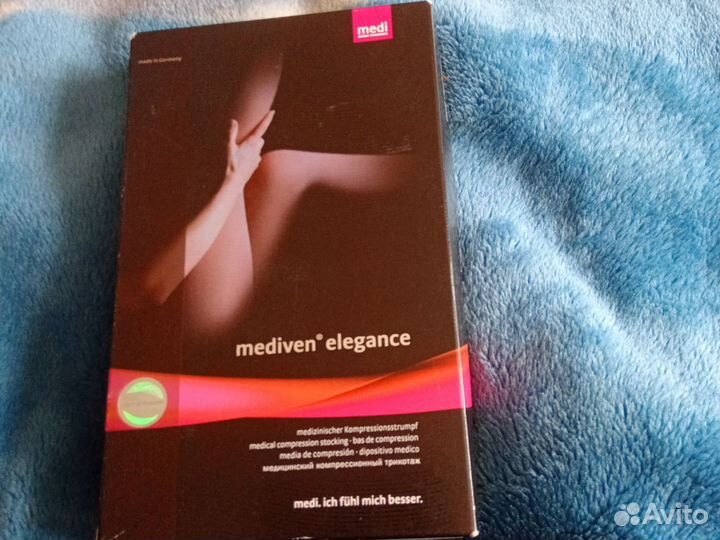 medi
made in Germany
mediven® elegance
medizinischer Kompressionsstrumpf
medical compression stocking · bas de compression
media de compresión · dipositivo medico
медицинский компрессионный трикотаж
medi. ich fühl mich besser.
Avito